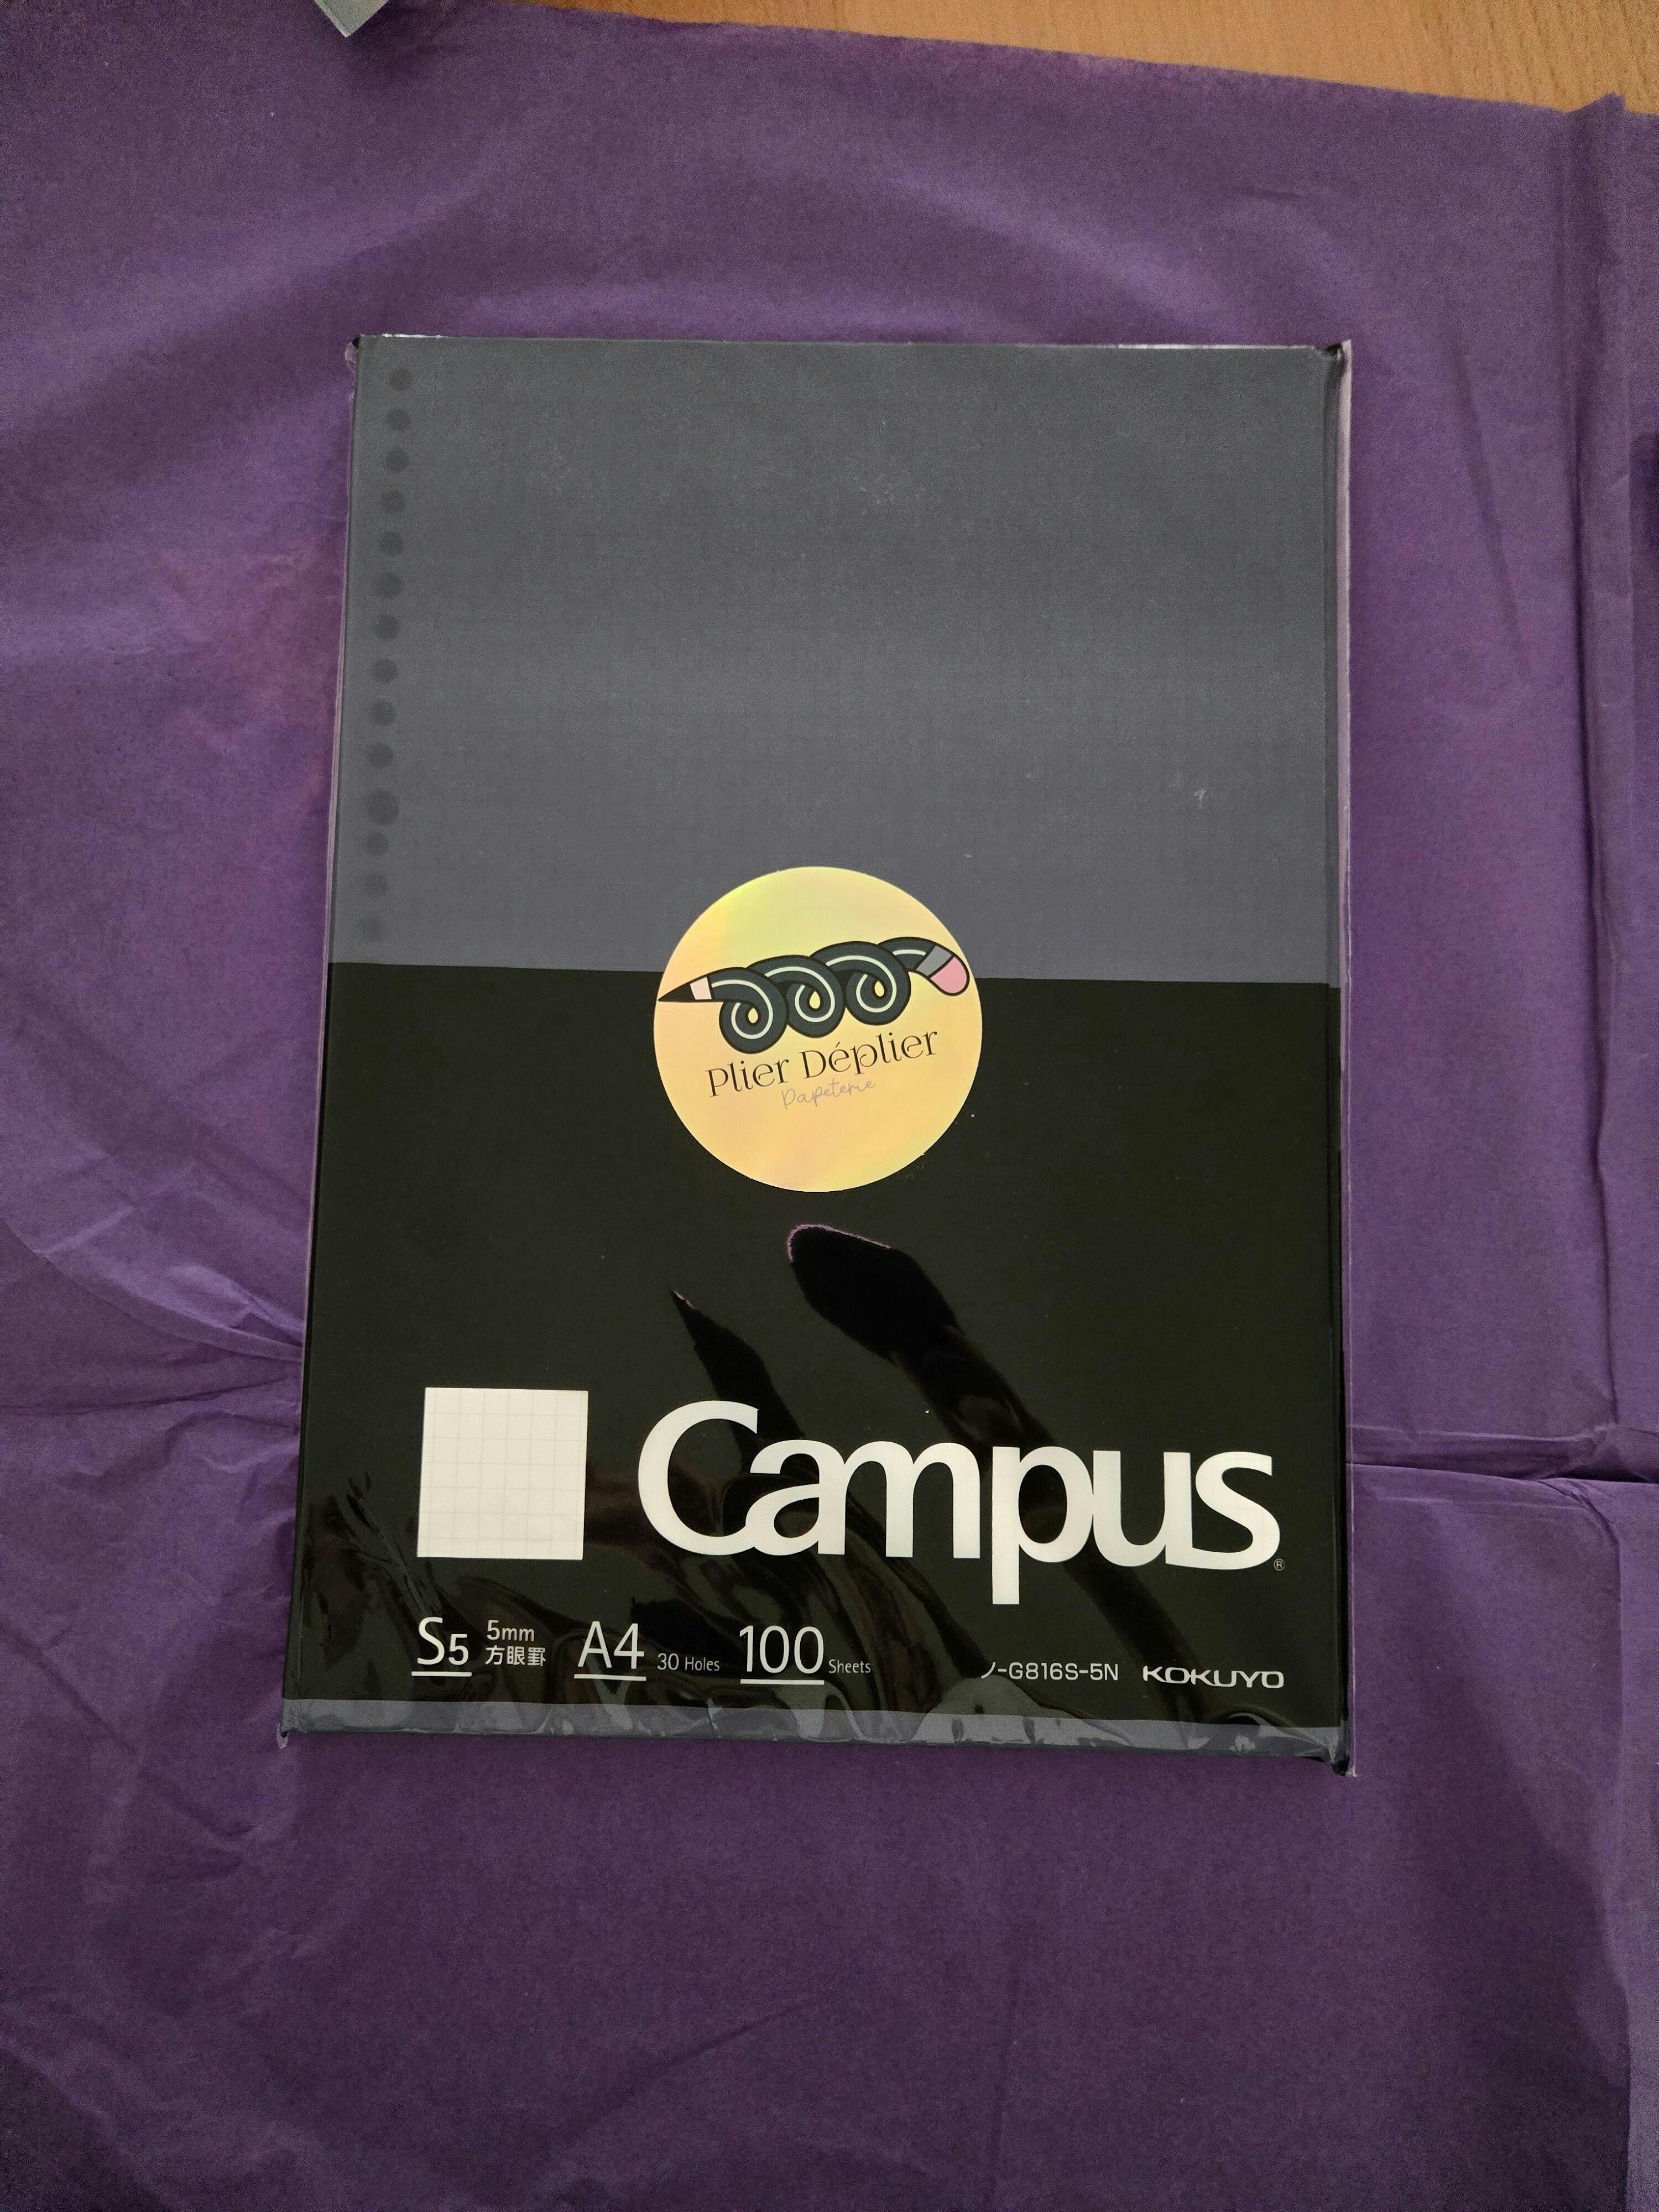 Plier Déplier
Papeterie
Campus®
S5 5mm 方眼罫 A4 30 Holes 100 Sheets ノ-G816S-5N KOKUYO